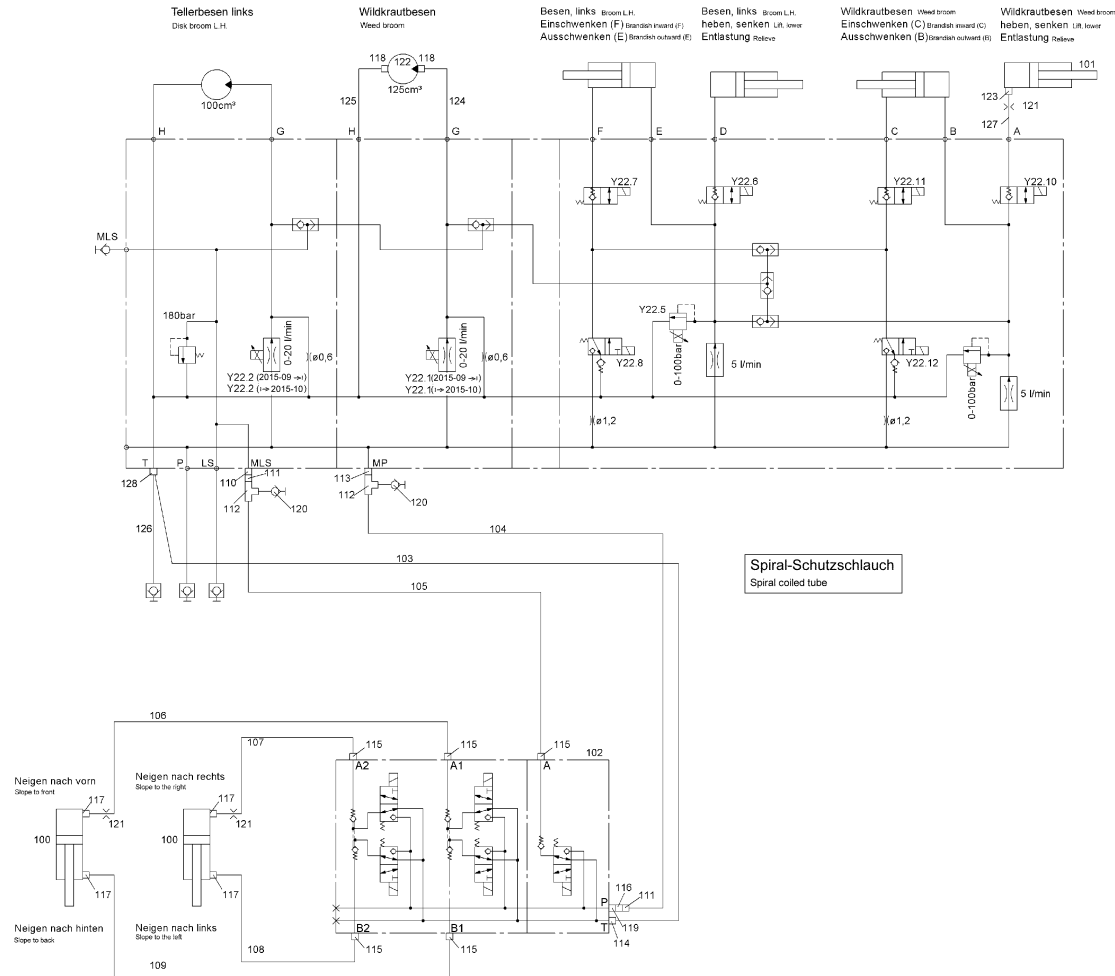 Tellerbesen links
Disk broom L.H.
Wildkrautbesen
Weed broom
Besen, links Broom L.H.
Einschwenken (F) Brandish inward (F)
Ausschwenken (E) Brandish outward (E)
Besen, links Broom L.H.
heben, senken Lift, lower
Entlastung Relieve
Wildkrautbesen Weed broom
Einschwenken (C) Brandish inward (C)
Ausschwenken (B) Brandish outward (B)
Wildkrautbesen Weed broom
heben, senken Lift, lower
Entlastung Relieve
118 122 118
125cm³
100cm³
125
124
101
123
121
127
H
G
H
G
F
E
D
C
B
A
Y22.7
Y22.6
Y22.11
Y22.10
MLS
180bar
0-20 l/min
ø0,6
Y22.2 (2015-09 →ı)
Y22.2 (ı→ 2015-10)
0-20 l/min
ø0,6
Y22.1 (2015-09 →ı)
Y22.1 (ı→ 2015-10)
Y22.5
Y22.8
0-100bar
5 l/min
Y22.12
0-100bar
5 l/min
ø1,2
ø1,2
T
P
LS
MLS
MP
128
110
111
112
120
113
112
120
126
104
103
105
Spiral-Schutzschlauch
Spiral coiled tube
106
107
115
115
115
102
A2
A1
A
Neigen nach vorn
Slope to front
Neigen nach rechts
Slope to the right
117
121
117
121
100
100
117
117
P
116
111
119
T
114
Neigen nach hinten
Slope to back
Neigen nach links
Slope to the left
B2
B1
115
115
108
109